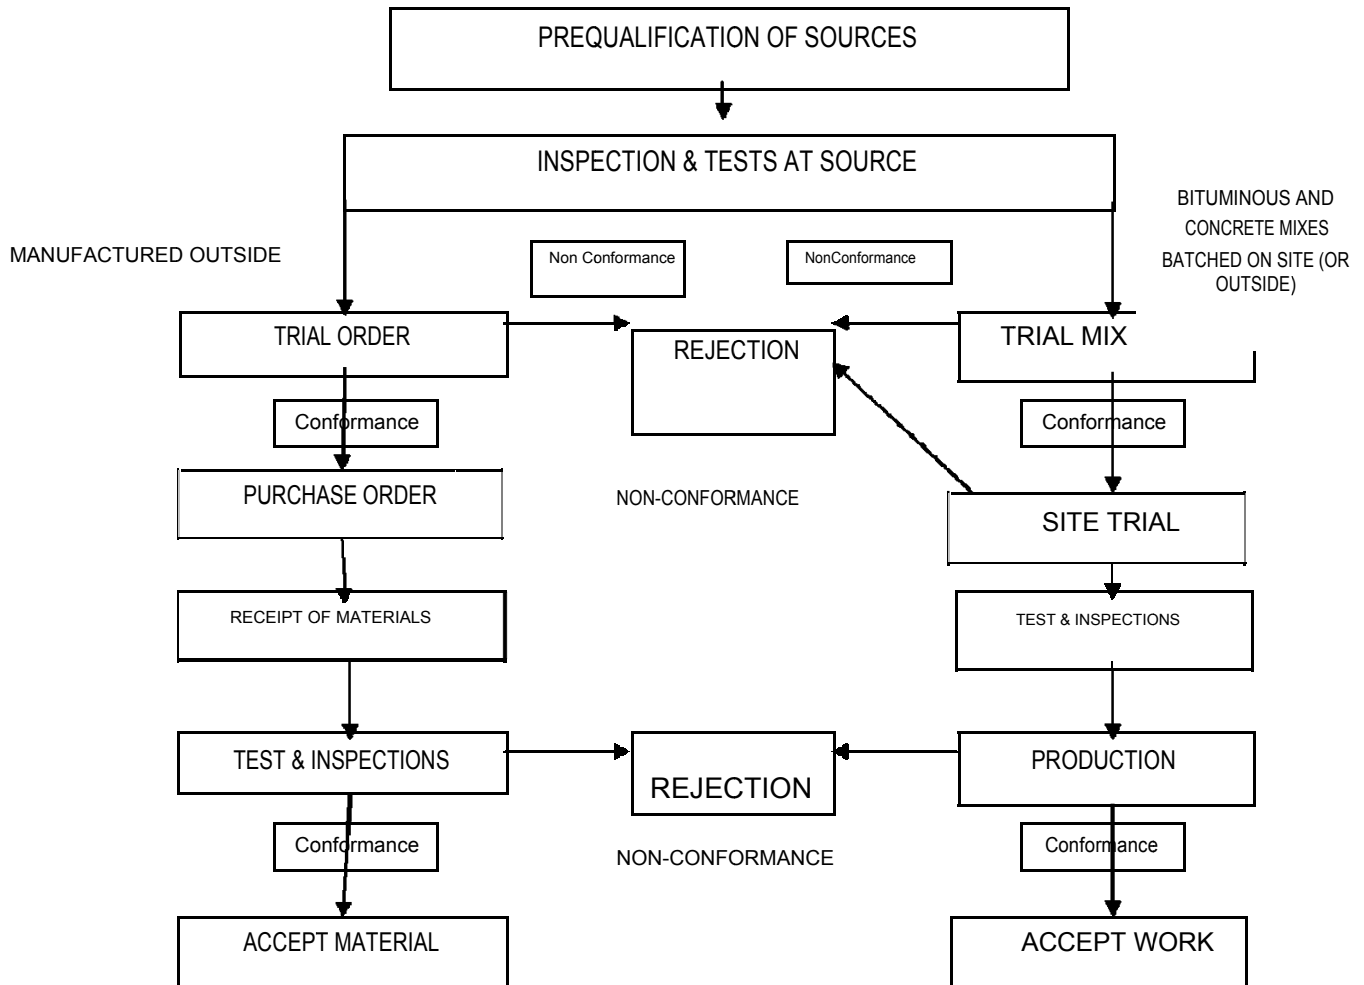 PREQUALIFICATION OF SOURCES
INSPECTION & TESTS AT SOURCE
BITUMINOUS AND
CONCRETE MIXES
BATCHED ON SITE (OR
OUTSIDE)
MANUFACTURED OUTSIDE
Non Conformance
NonConformance
TRIAL ORDER
REJECTION
TRIAL MIX
Conformance
Conformance
PURCHASE ORDER
NON-CONFORMANCE
SITE TRIAL
RECEIPT OF MATERIALS
TEST & INSPECTIONS
TEST & INSPECTIONS
REJECTION
PRODUCTION
Conformance
NON-CONFORMANCE
Conformance
ACCEPT MATERIAL
ACCEPT WORK